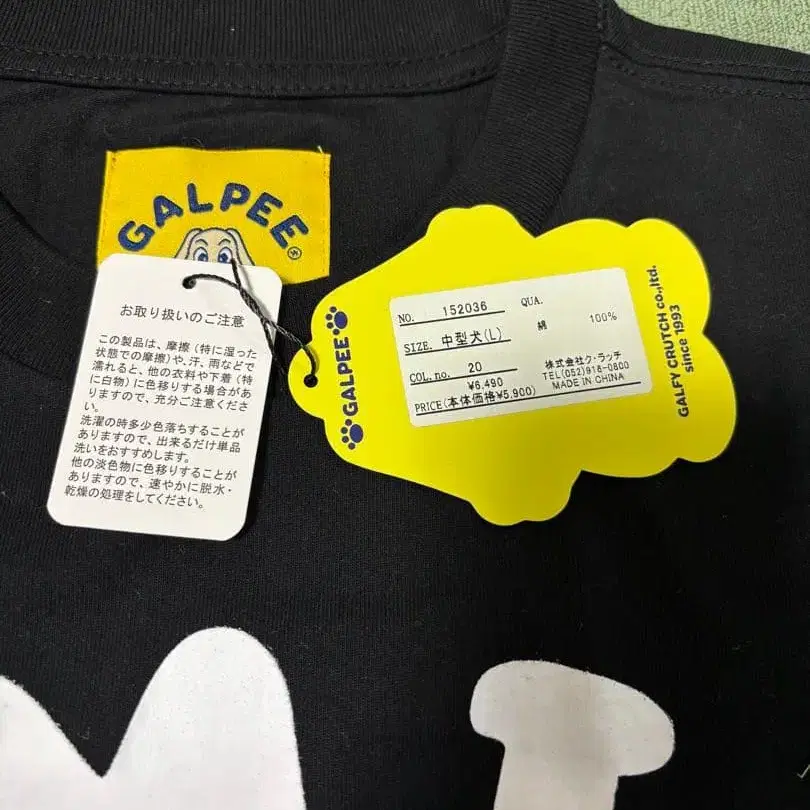 GALPEE
お取り扱いのご注意
この製品は、摩擦（特に湿った
状態での摩擦）や、汗、雨などで
濡れると、他の衣料や下着（特
に白物）に色移りする場合があ
りますので、充分ご注意くださ
い。
洗濯の時多少色落ちすることが
ありますので、出来るだけ単品
洗いをおすすめします。
他の淡色物に色移りすることが
ありますので、速やかに脱水・
乾燥の処理をしてください。
GALPEE
NO. 152036 QUA.
SIZE. 中型犬(L) 綿 100%
COL.no. 20 株式会社ク・ラッチ
¥6,490 TEL(052)918-0800
PRICE(本体価格¥5,900) MADE IN CHINA
GALFY CRUTCH co.,ltd.
since 1993